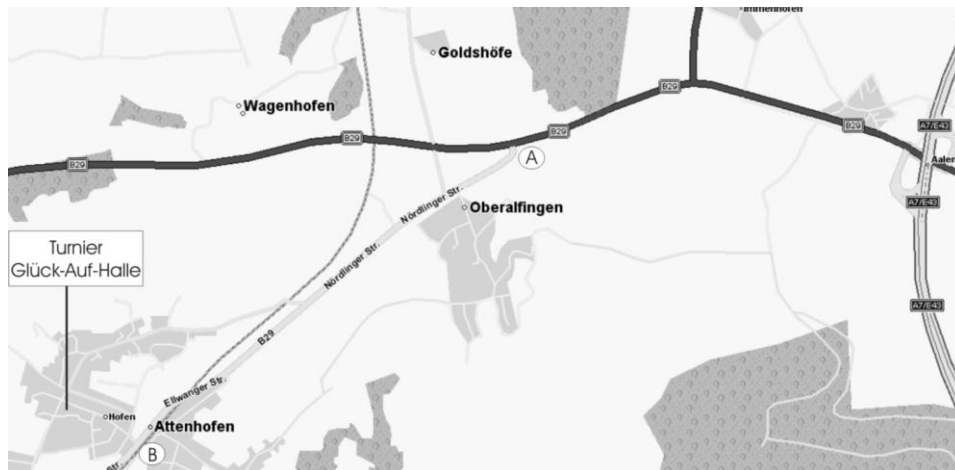 Immenhofen
Goldshöfe
B29
Wagenhofen
B29
B29
B29
A7/E43
B29
A
Aalen
Nördlinger Str.
A7/E43
Oberalfingen
Turnier
Glück-Auf-Halle
Nördlinger Str.
A7/E43
B29
Ellwanger Str.
Hofen
Attenhofen
B
Str.